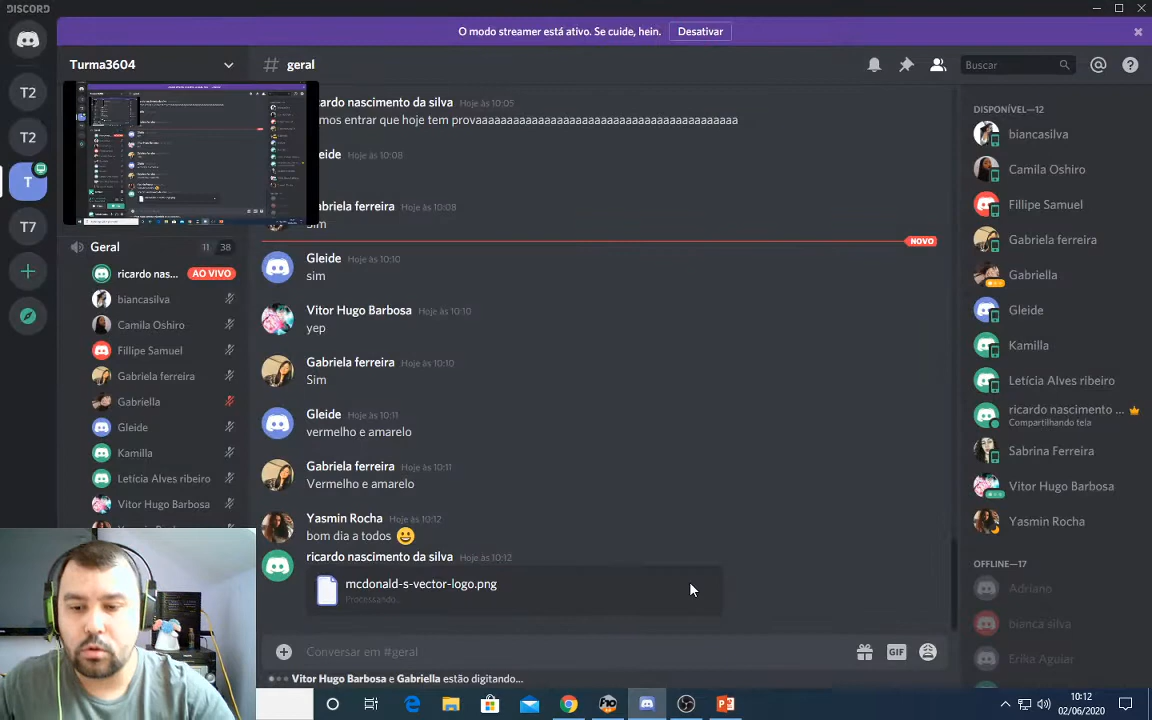 DISCORD
O modo streamer está ativo. Se cuide, hein.
Desativar
Turma3604
geral
Buscar
T2
T2
T
T7
Geral
11 38
ricardo nas...
AO VIVO
biancasilva
Camila Oshiro
Fillipe Samuel
Gabriela ferreira
Gabriella
Gleide
Kamilla
Letícia Alves ribeiro
Vitor Hugo Barbosa
cardo nascimento da silva Hoje às 10:05
mos entrar que hoje tem provaaaaaaaaaaaaaaaaaaaaaaaaaaaaaaaaaaaaaaaaa
leide Hoje às 10:08
abriela ferreira Hoje às 10:08
Sim
NOVO
Gleide Hoje às 10:10
sim
Vitor Hugo Barbosa Hoje às 10:10
yep
Gabriela ferreira Hoje às 10:10
Sim
Gleide Hoje às 10:11
vermelho e amarelo
Gabriela ferreira Hoje às 10:11
Vermelho e amarelo
Yasmin Rocha Hoje às 10:12
bom dia a todos
ricardo nascimento da silva Hoje às 10:12
mcdonald-s-vector-logo.png
Processando...
Conversar em #geral
GIF
Vitor Hugo Barbosa e Gabriella estão digitando...
DISPONÍVEL—12
biancasilva
Camila Oshiro
Fillipe Samuel
Gabriela ferreira
Gabriella
Gleide
Kamilla
Letícia Alves ribeiro
ricardo nascimento ...
Compartilhando tela
Sabrina Ferreira
Vitor Hugo Barbosa
Yasmin Rocha
OFFLINE—17
Adriano
bianca silva
Erika Aguiar
10:12
02/06/2020